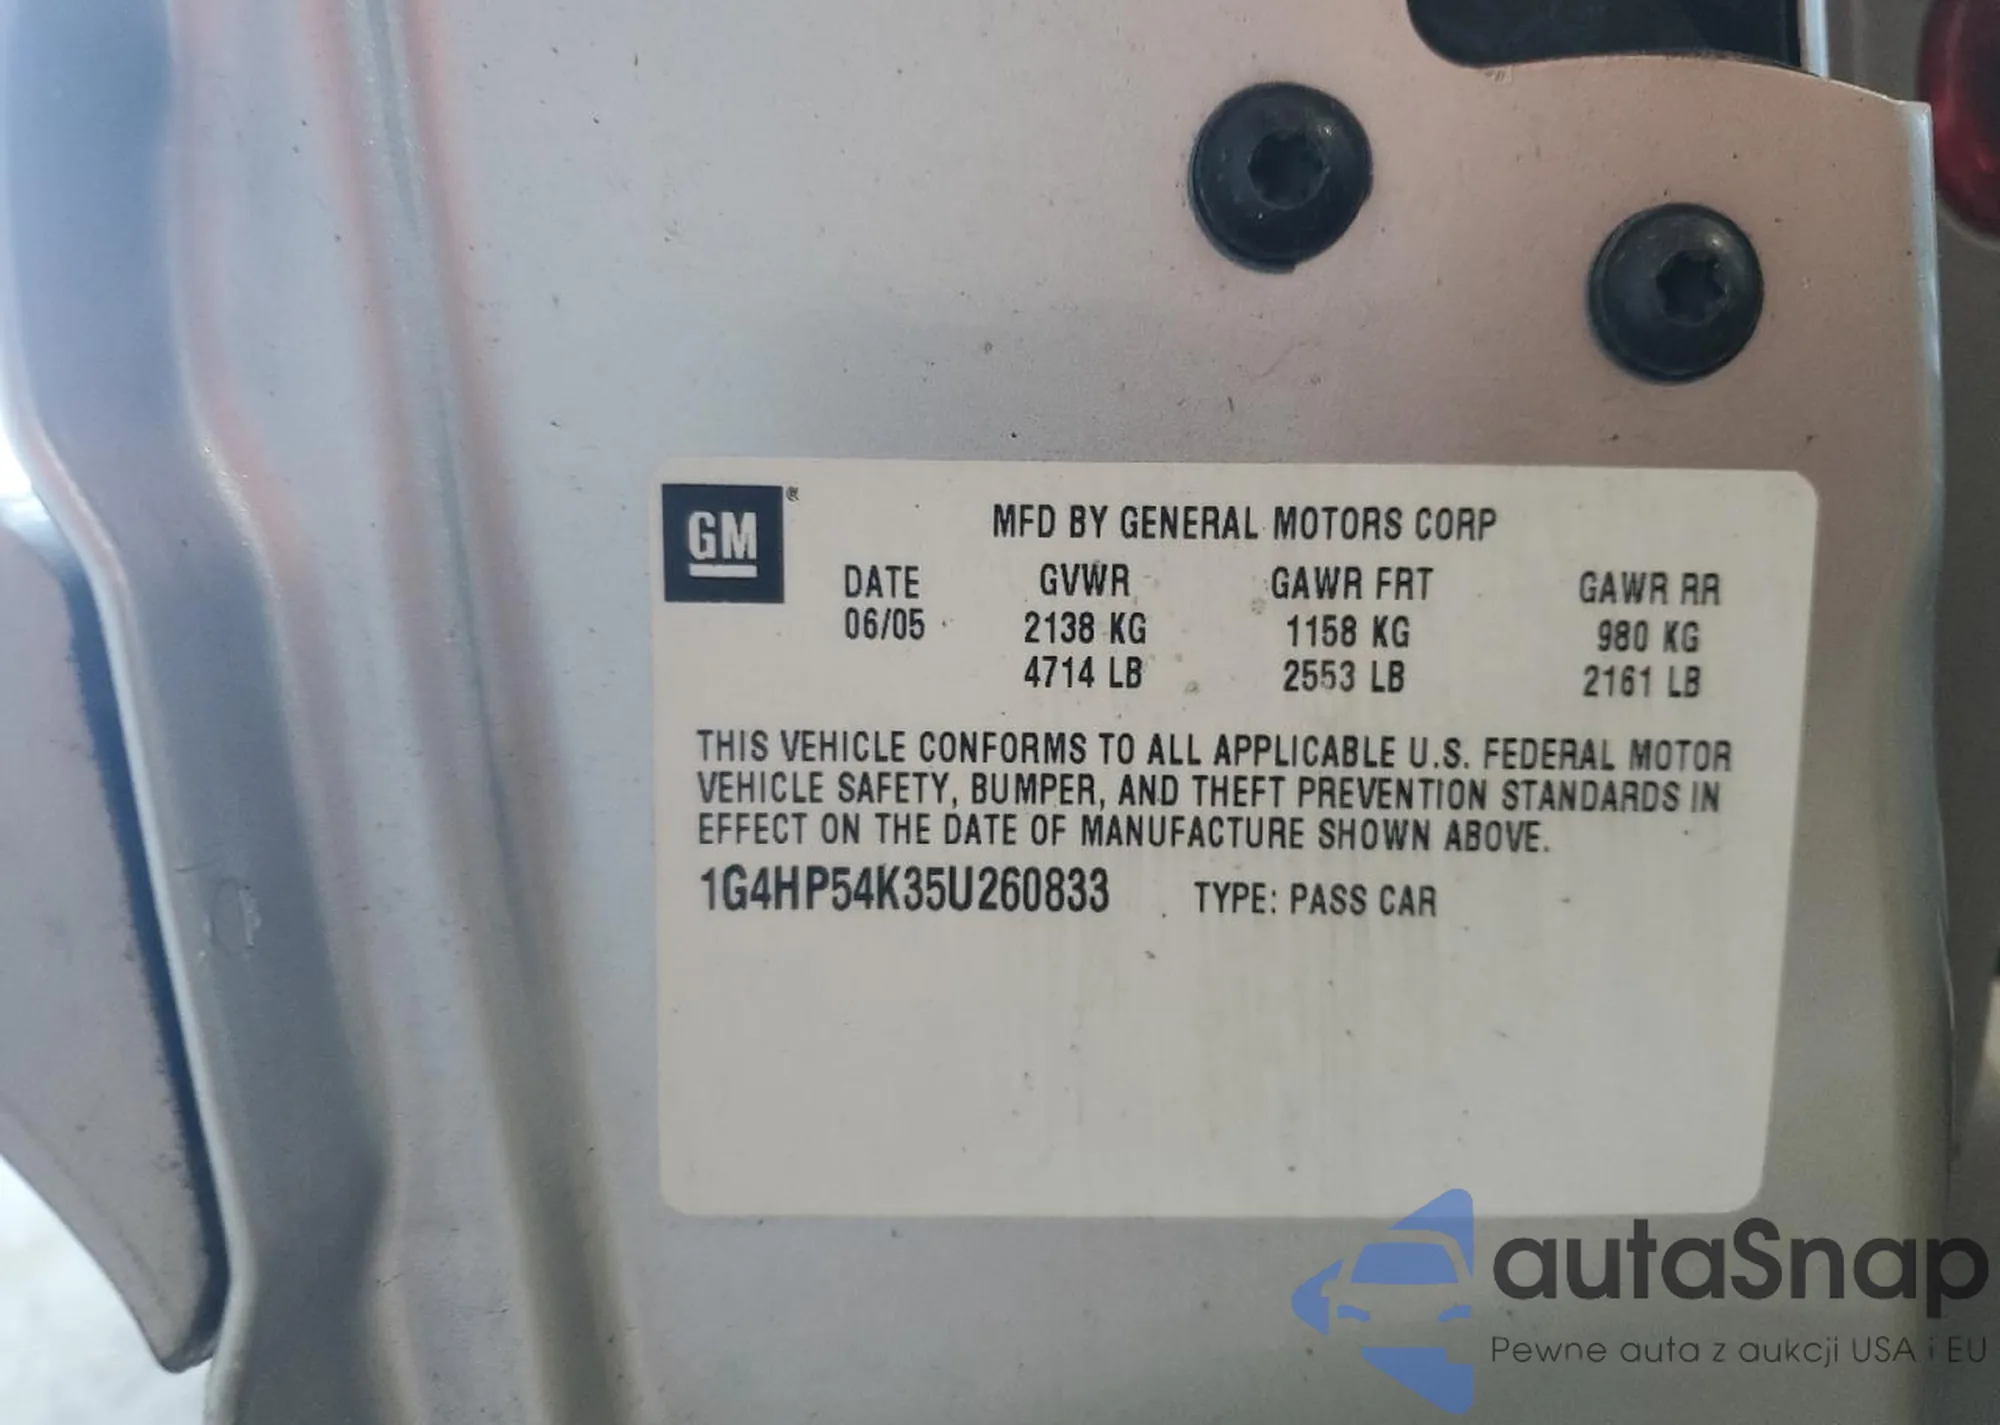 GM ®
MFD BY GENERAL MOTORS CORP
DATE GVWR GAWR FRT GAWR RR
06/05 2138 KG 1158 KG 980 KG
4714 LB 2553 LB 2161 LB
THIS VEHICLE CONFORMS TO ALL APPLICABLE U.S. FEDERAL MOTOR
VEHICLE SAFETY, BUMPER, AND THEFT PREVENTION STANDARDS IN
EFFECT ON THE DATE OF MANUFACTURE SHOWN ABOVE.
1G4HP54K35U260833 TYPE: PASS CAR
autaSnap
Pewne auta z aukcji USA i EU